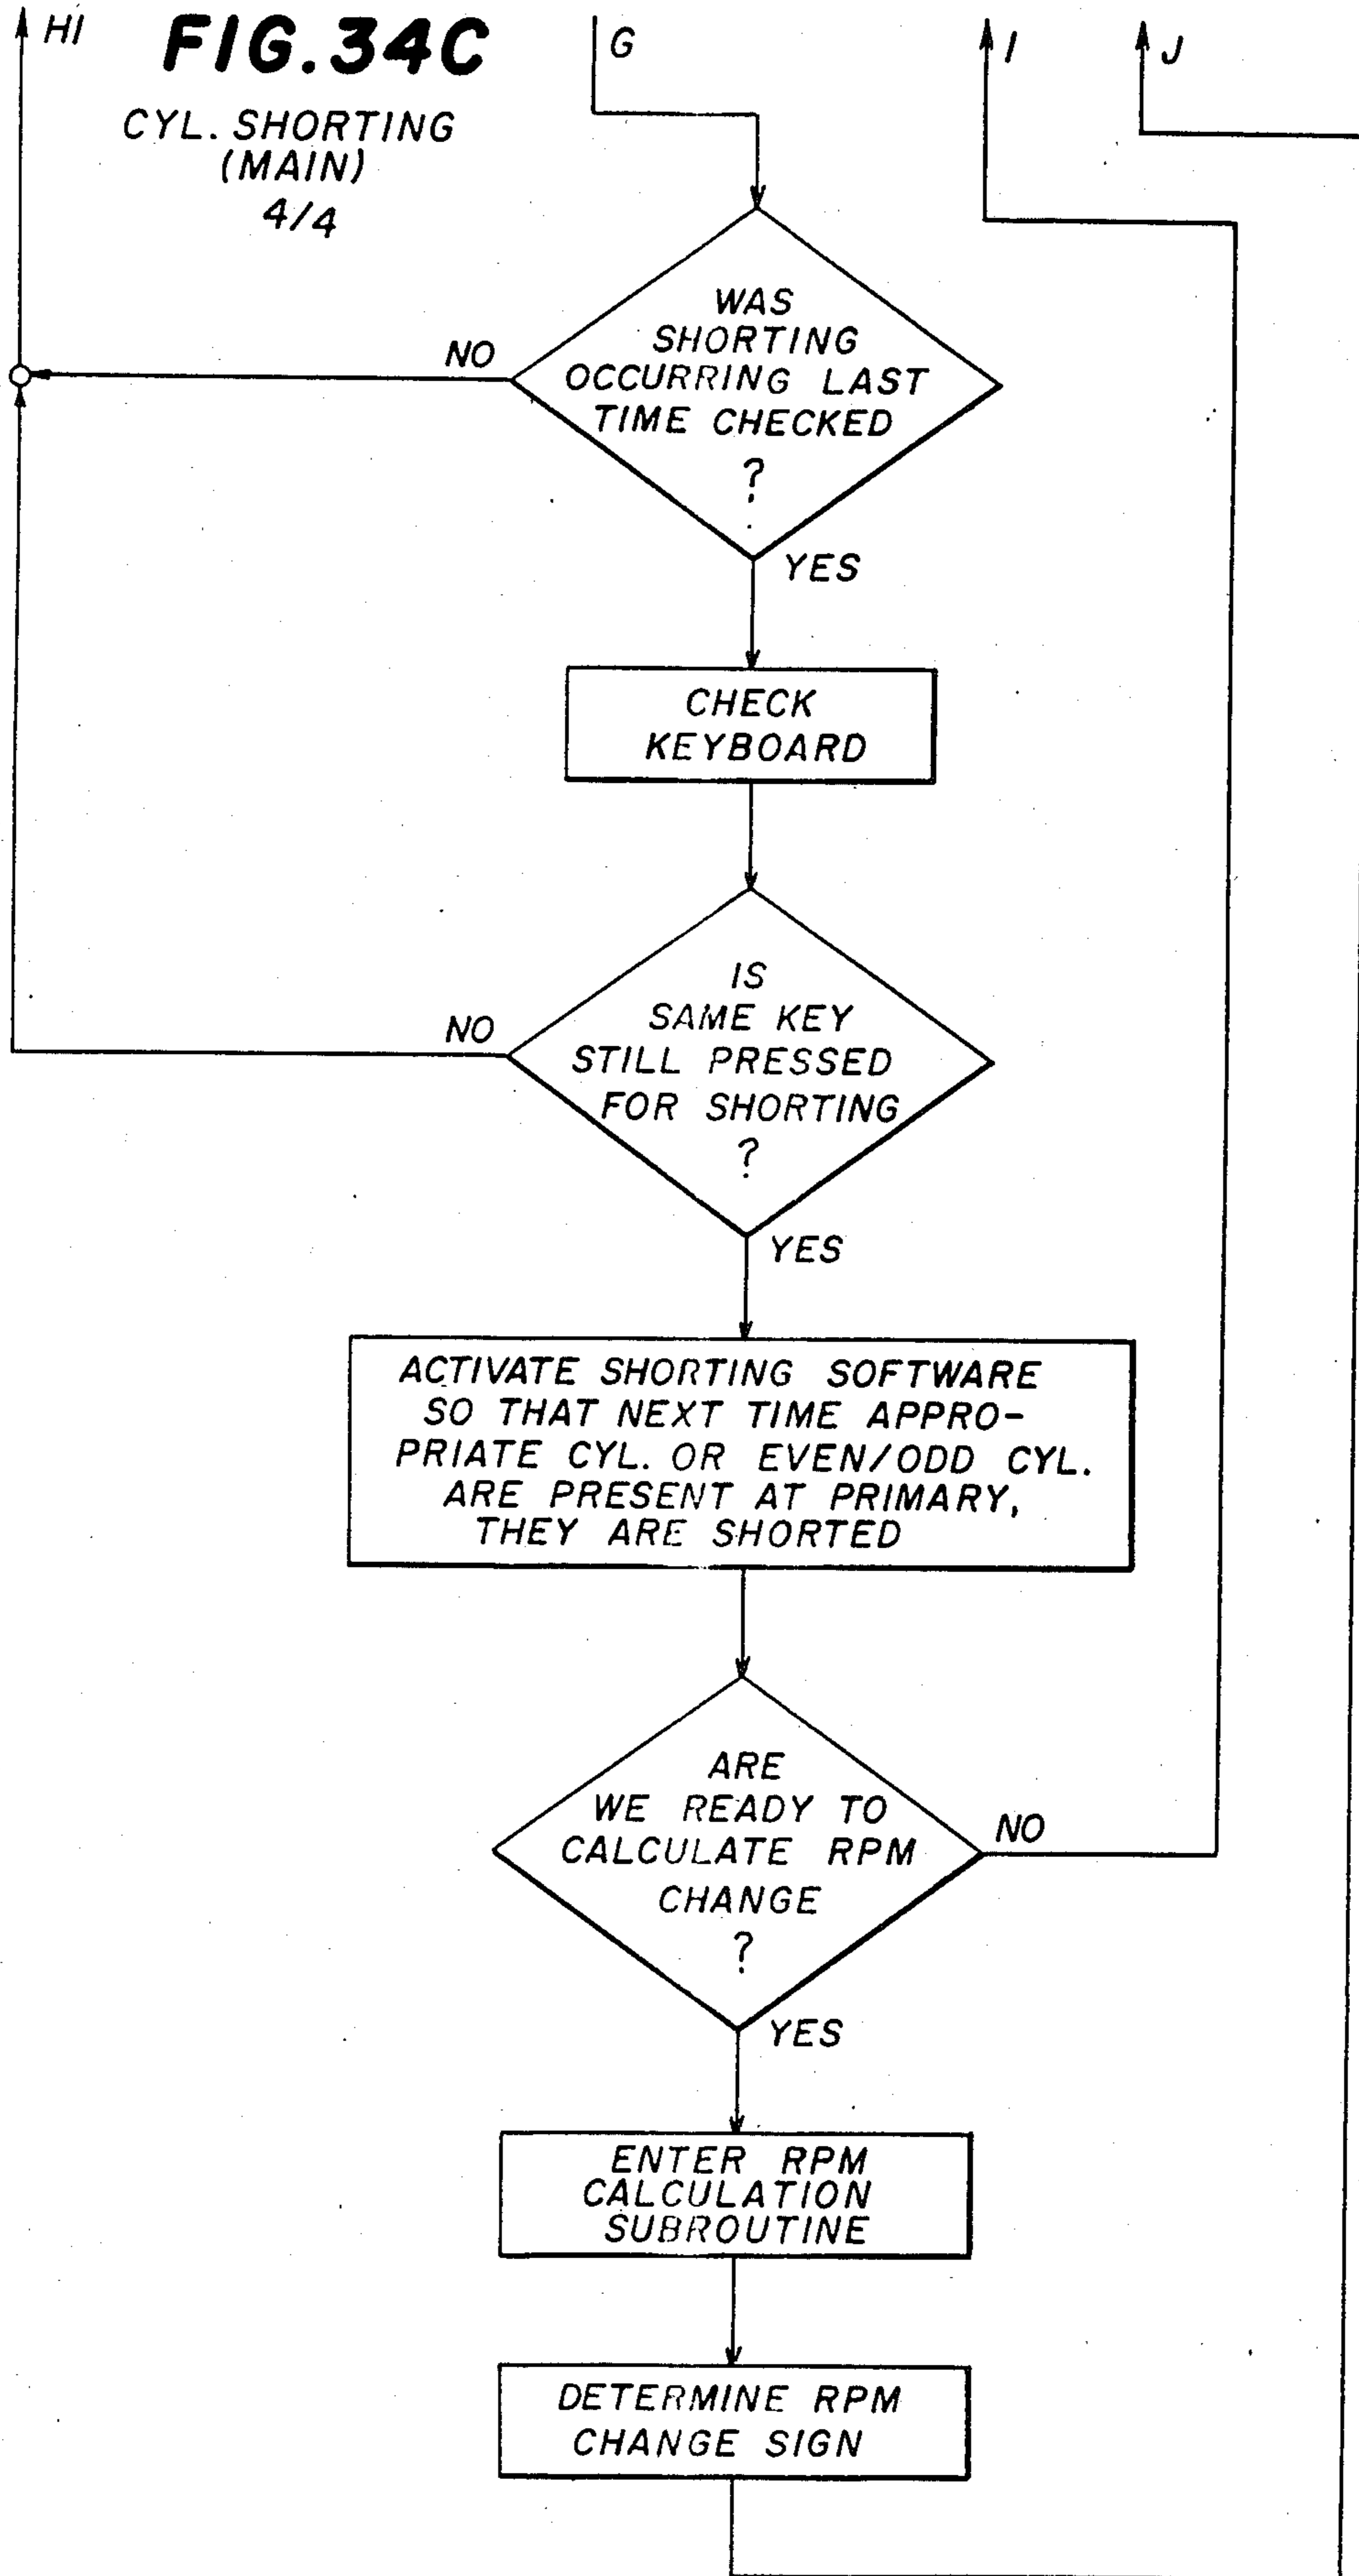 HI
FIG.34C
G
I
J
CYL. SHORTING
(MAIN)
4/4
WAS
SHORTING
OCCURRING LAST
TIME CHECKED
?
NO
YES
CHECK
KEYBOARD
IS
SAME KEY
STILL PRESSED
FOR SHORTING
?
NO
YES
ACTIVATE SHORTING SOFTWARE
SO THAT NEXT TIME APPRO-
PRIATE CYL. OR EVEN/ODD CYL.
ARE PRESENT AT PRIMARY,
THEY ARE SHORTED
ARE
WE READY TO
CALCULATE RPM
CHANGE
?
NO
YES
ENTER RPM
CALCULATION
SUBROUTINE
DETERMINE RPM
CHANGE SIGN